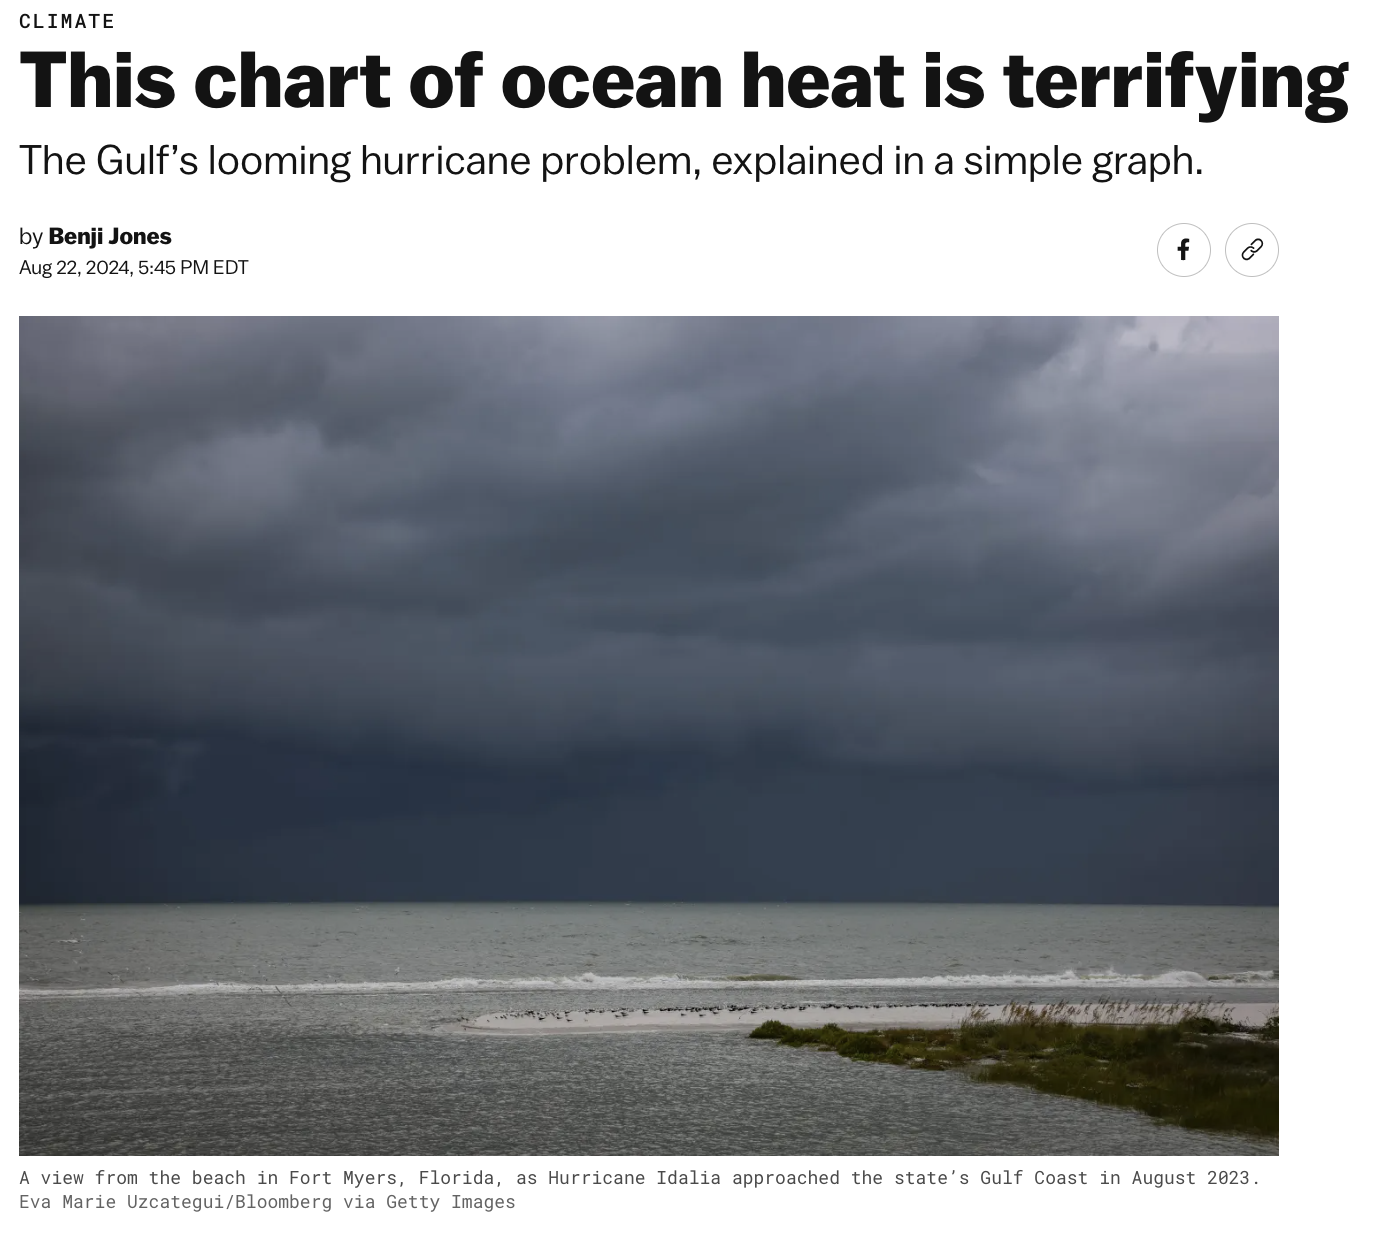 CLIMATE
This chart of ocean heat is terrifying
The Gulf’s looming hurricane problem, explained in a simple graph.
by Benji Jones
Aug 22, 2024, 5:45 PM EDT
A view from the beach in Fort Myers, Florida, as Hurricane Idalia approached the state’s Gulf Coast in August 2023.
Eva Marie Uzcategui/Bloomberg via Getty Images